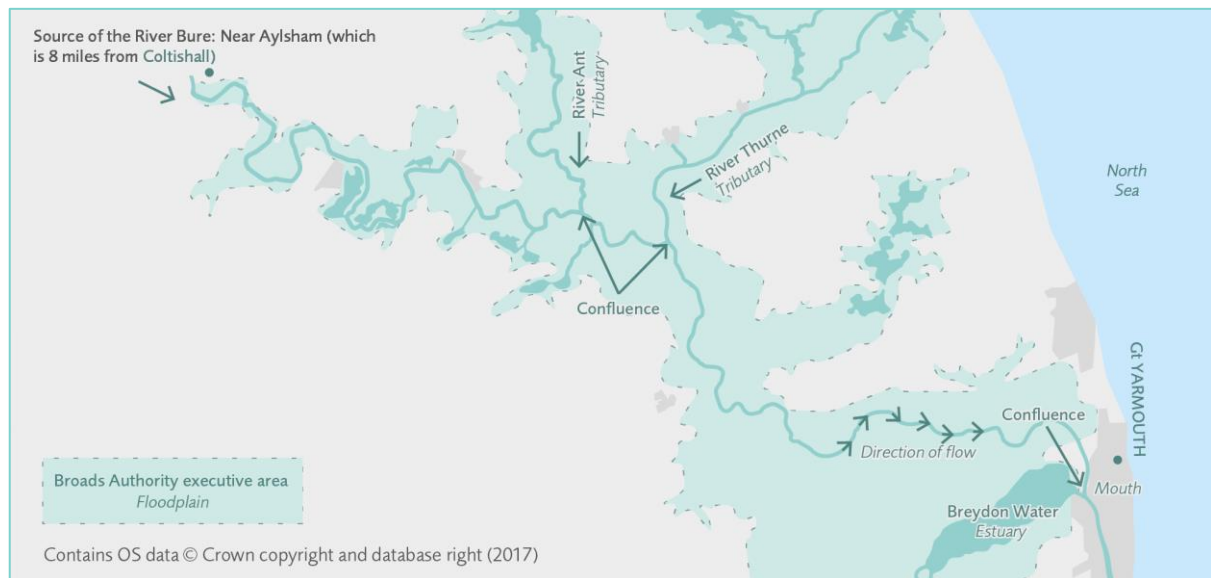 Source of the River Bure: Near Aylsham (which
is 8 miles from Coltishall)
River Ant
Tributary
River Thurne
Tributary
North
Sea
Confluence
Gt YARMOUTH
Confluence
Direction of flow
Mouth
Breydon Water
Estuary
Broads Authority executive area
Floodplain
Contains OS data © Crown copyright and database right (2017)